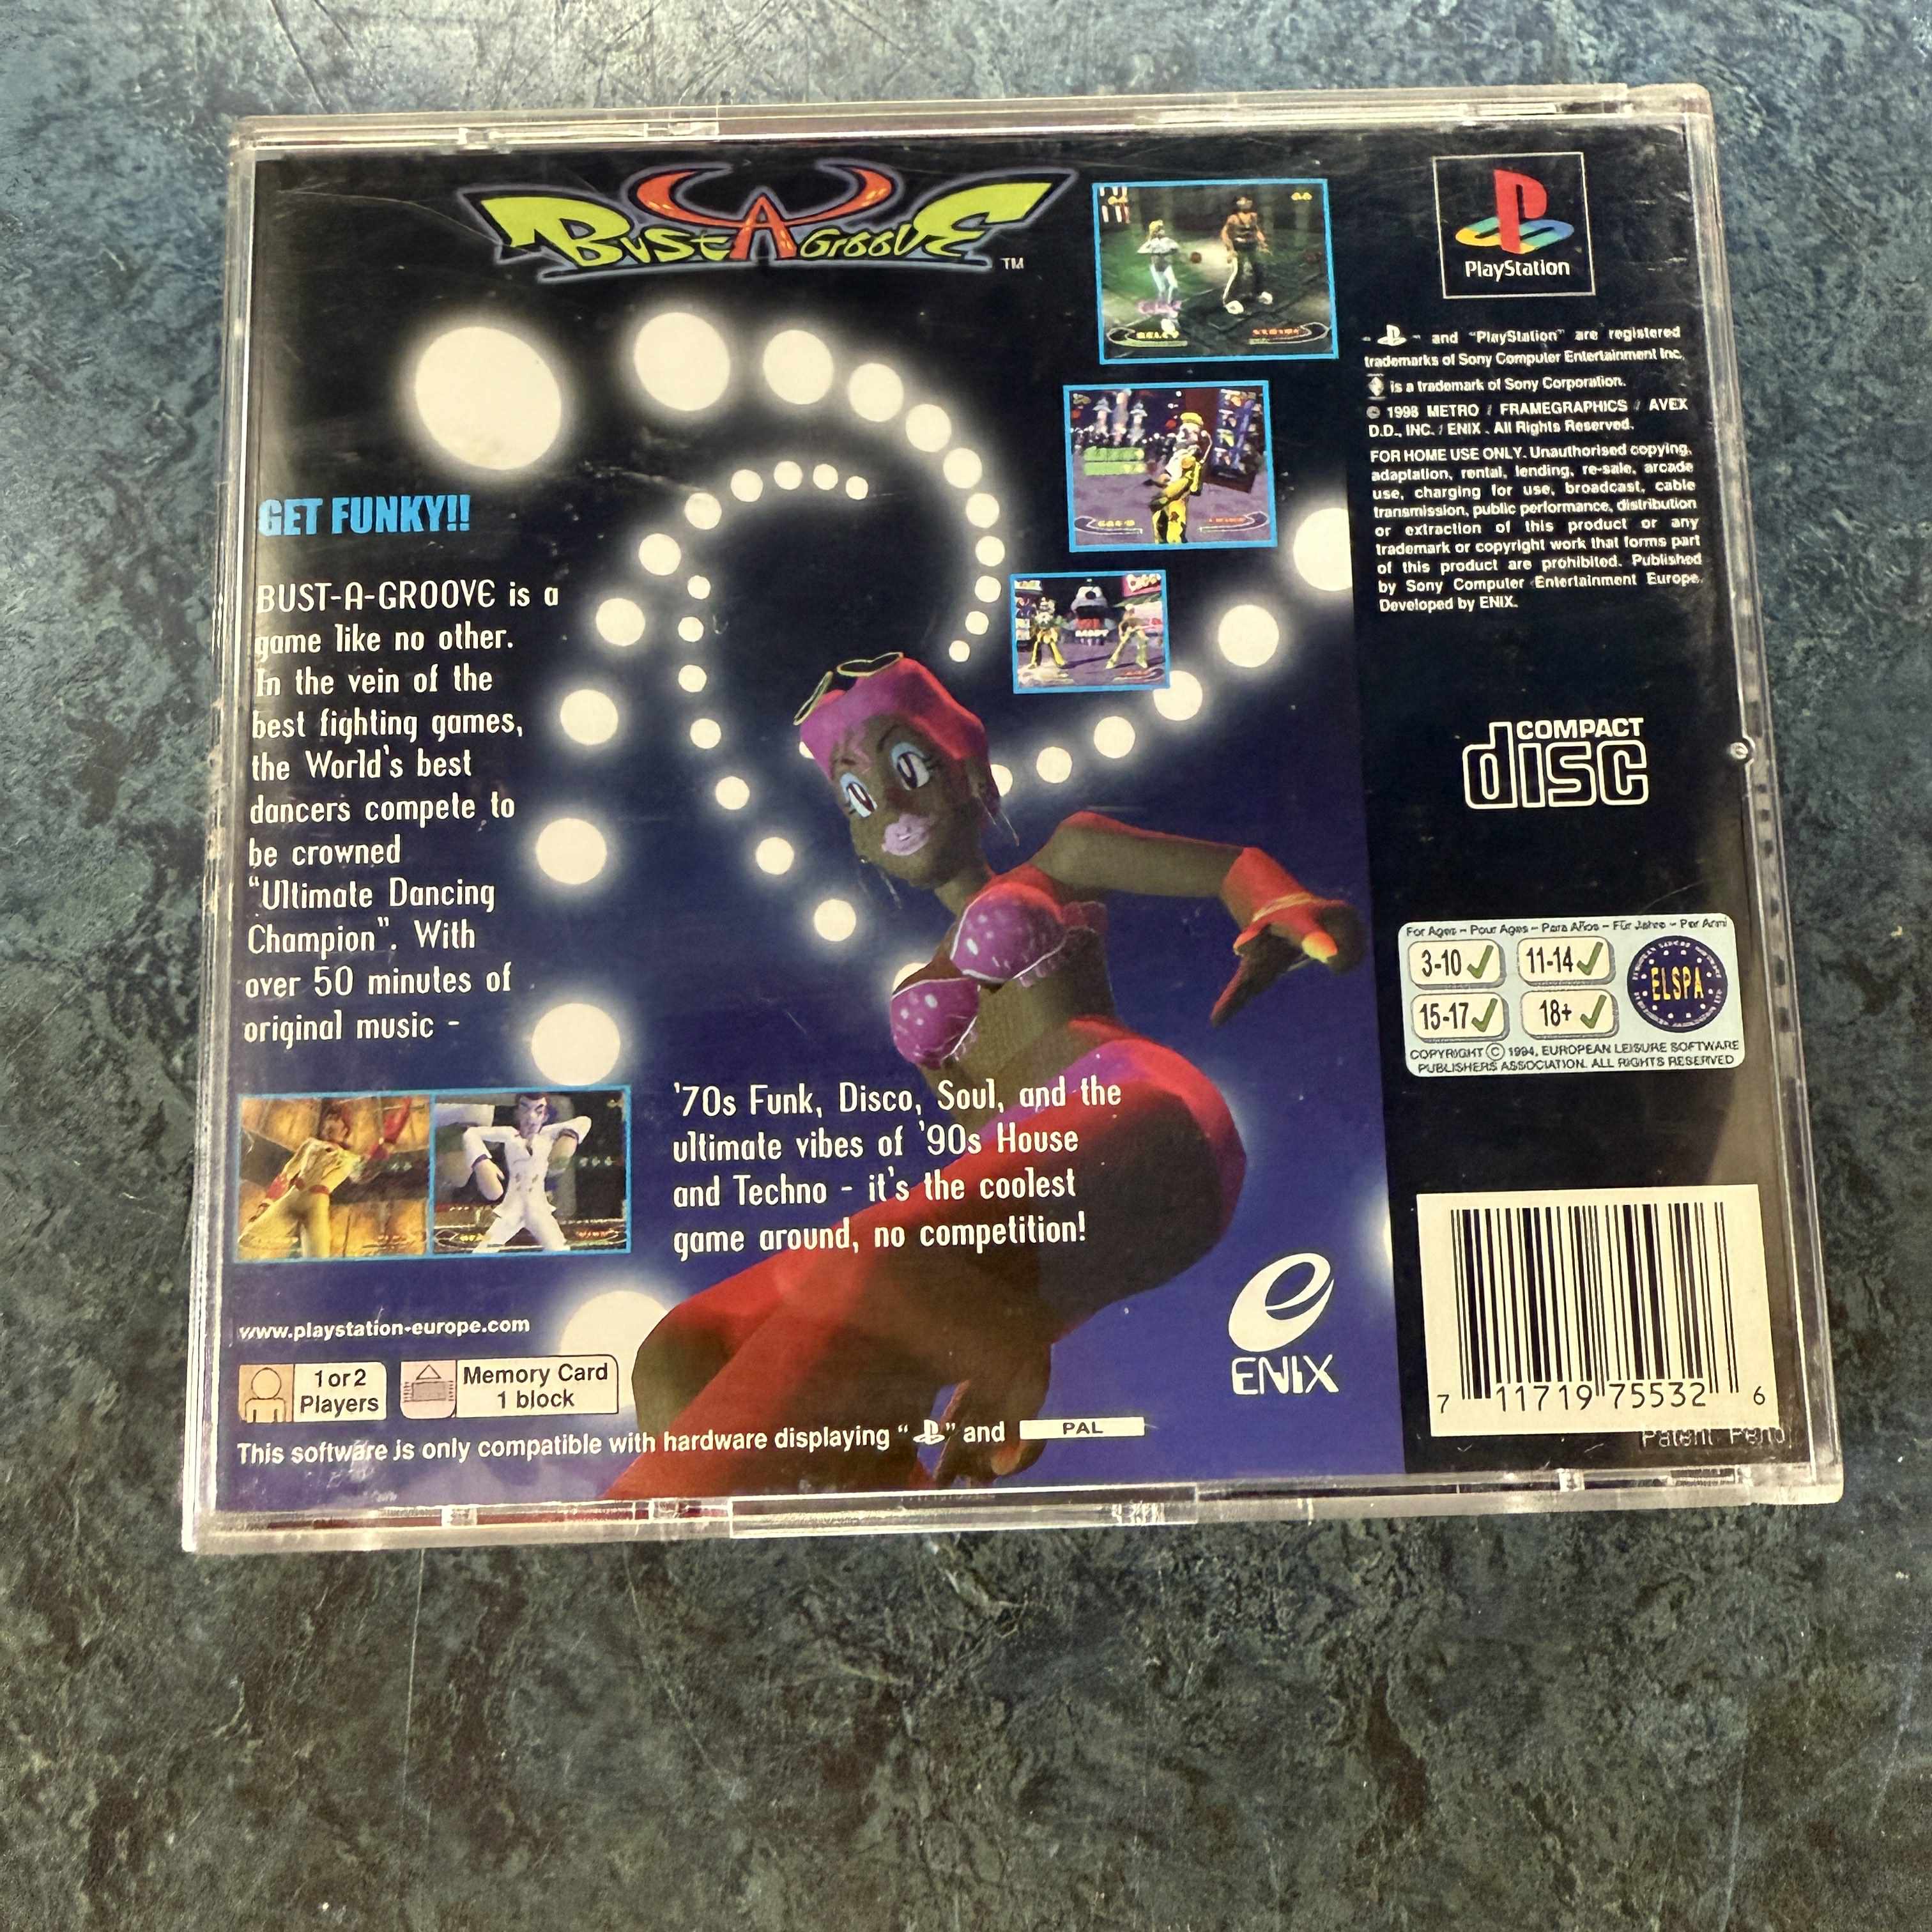 BUST A GROOVE
TM
GET FUNKY!!
BUST-A-GROOVE is a
game like no other.
In the vein of the
best fighting games,
the World's best
dancers compete to
be crowned
"Ultimate Dancing
Champion". With
over 50 minutes of
original music -
'70s Funk, Disco, Soul, and the
ultimate vibes of '90s House
and Techno - it's the coolest
game around, no competition!
www.playstation-europe.com
1 or 2
Players
Memory Card
1 block
This software is only compatible with hardware displaying " " and PAL
ENIX
PlayStation
" " and "PlayStation" are registered
trademarks of Sony Computer Entertainment Inc.
is a trademark of Sony Corporation.
© 1998 METRO / FRAMEGRAPHICS / AVEX
D.D., INC. / ENIX . All Rights Reserved.
FOR HOME USE ONLY. Unauthorised copying,
adaptation, rental, lending, re-sale, arcade
use, charging for use, broadcast, cable
transmission, public performance, distribution
or extraction of this product or any
trademark or copyright work that forms part
of this product are prohibited. Published
by Sony Computer Entertainment Europe.
Developed by ENIX.
COMPACT
disc
For Ages - Pour Ages - Para Años - Für Jahre - Per Anni
3-10 11-14
15-17 18+
ELSPA
COPYRIGHT © 1994, EUROPEAN LEISURE SOFTWARE
PUBLISHERS ASSOCIATION. ALL RIGHTS RESERVED
7 11719 75532 6
Patent Pend